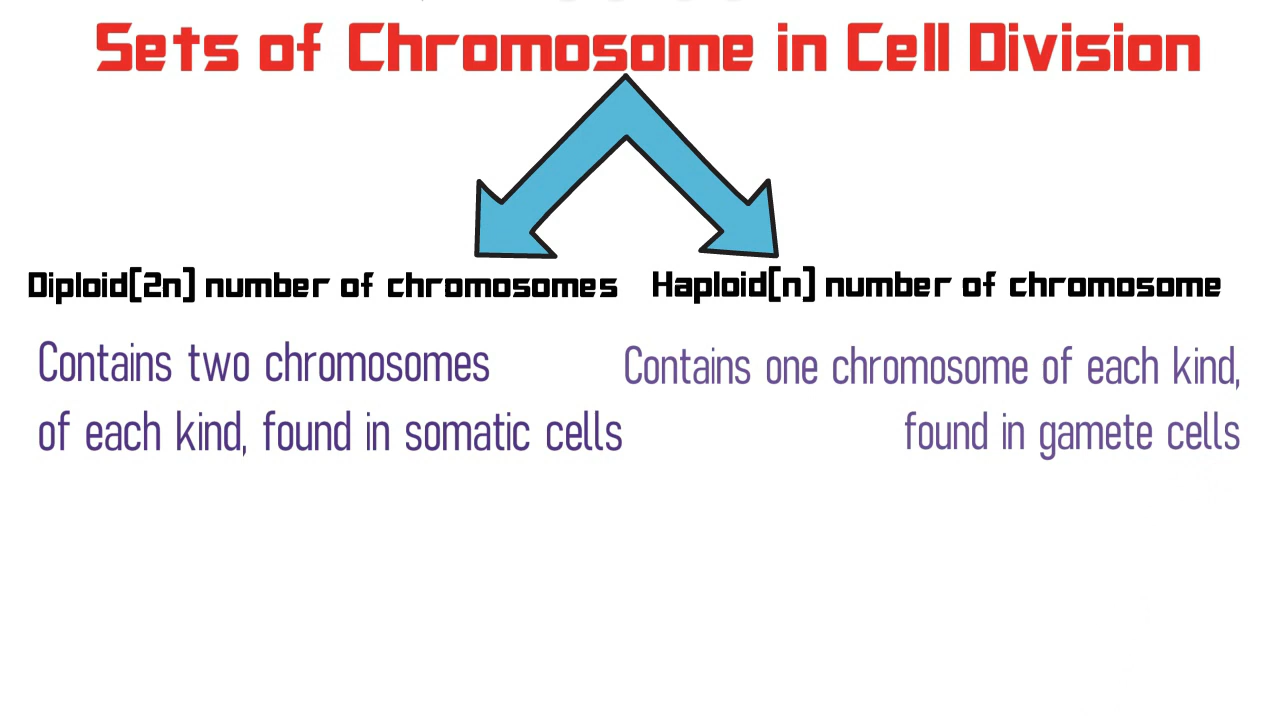 Sets of Chromosome in Cell Division
Diploid[2n] number of chromosomes
Contains two chromosomes
of each kind, found in somatic cells
Haploid[n] number of chromosome
Contains one chromosome of each kind,
found in gamete cells